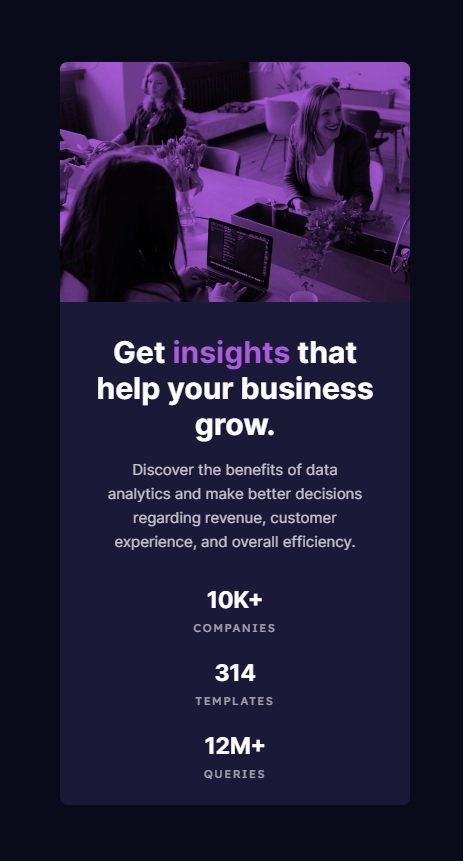 Get insights that
help your business
grow.
Discover the benefits of data
analytics and make better decisions
regarding revenue, customer
experience, and overall efficiency.
10K+
COMPANIES
314
TEMPLATES
12M+
QUERIES